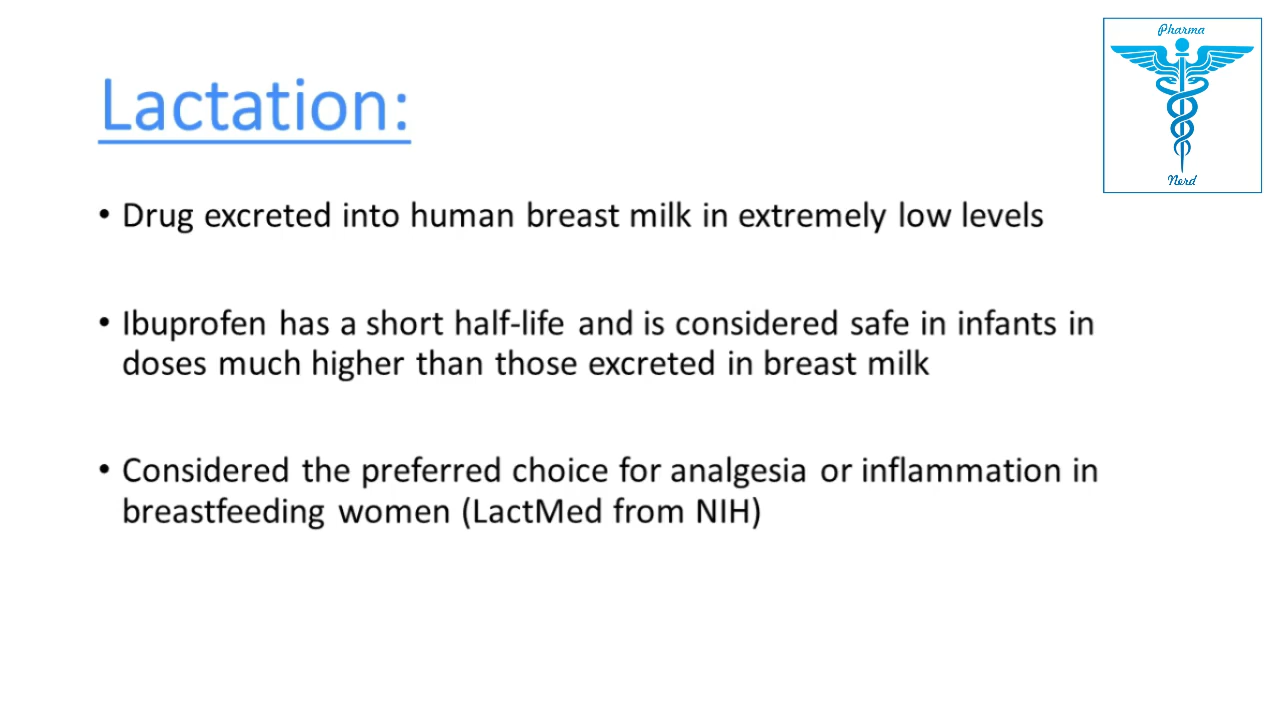 Pharma
Nerd
Lactation:
• Drug excreted into human breast milk in extremely low levels
• Ibuprofen has a short half-life and is considered safe in infants in
doses much higher than those excreted in breast milk
• Considered the preferred choice for analgesia or inflammation in
breastfeeding women (LactMed from NIH)